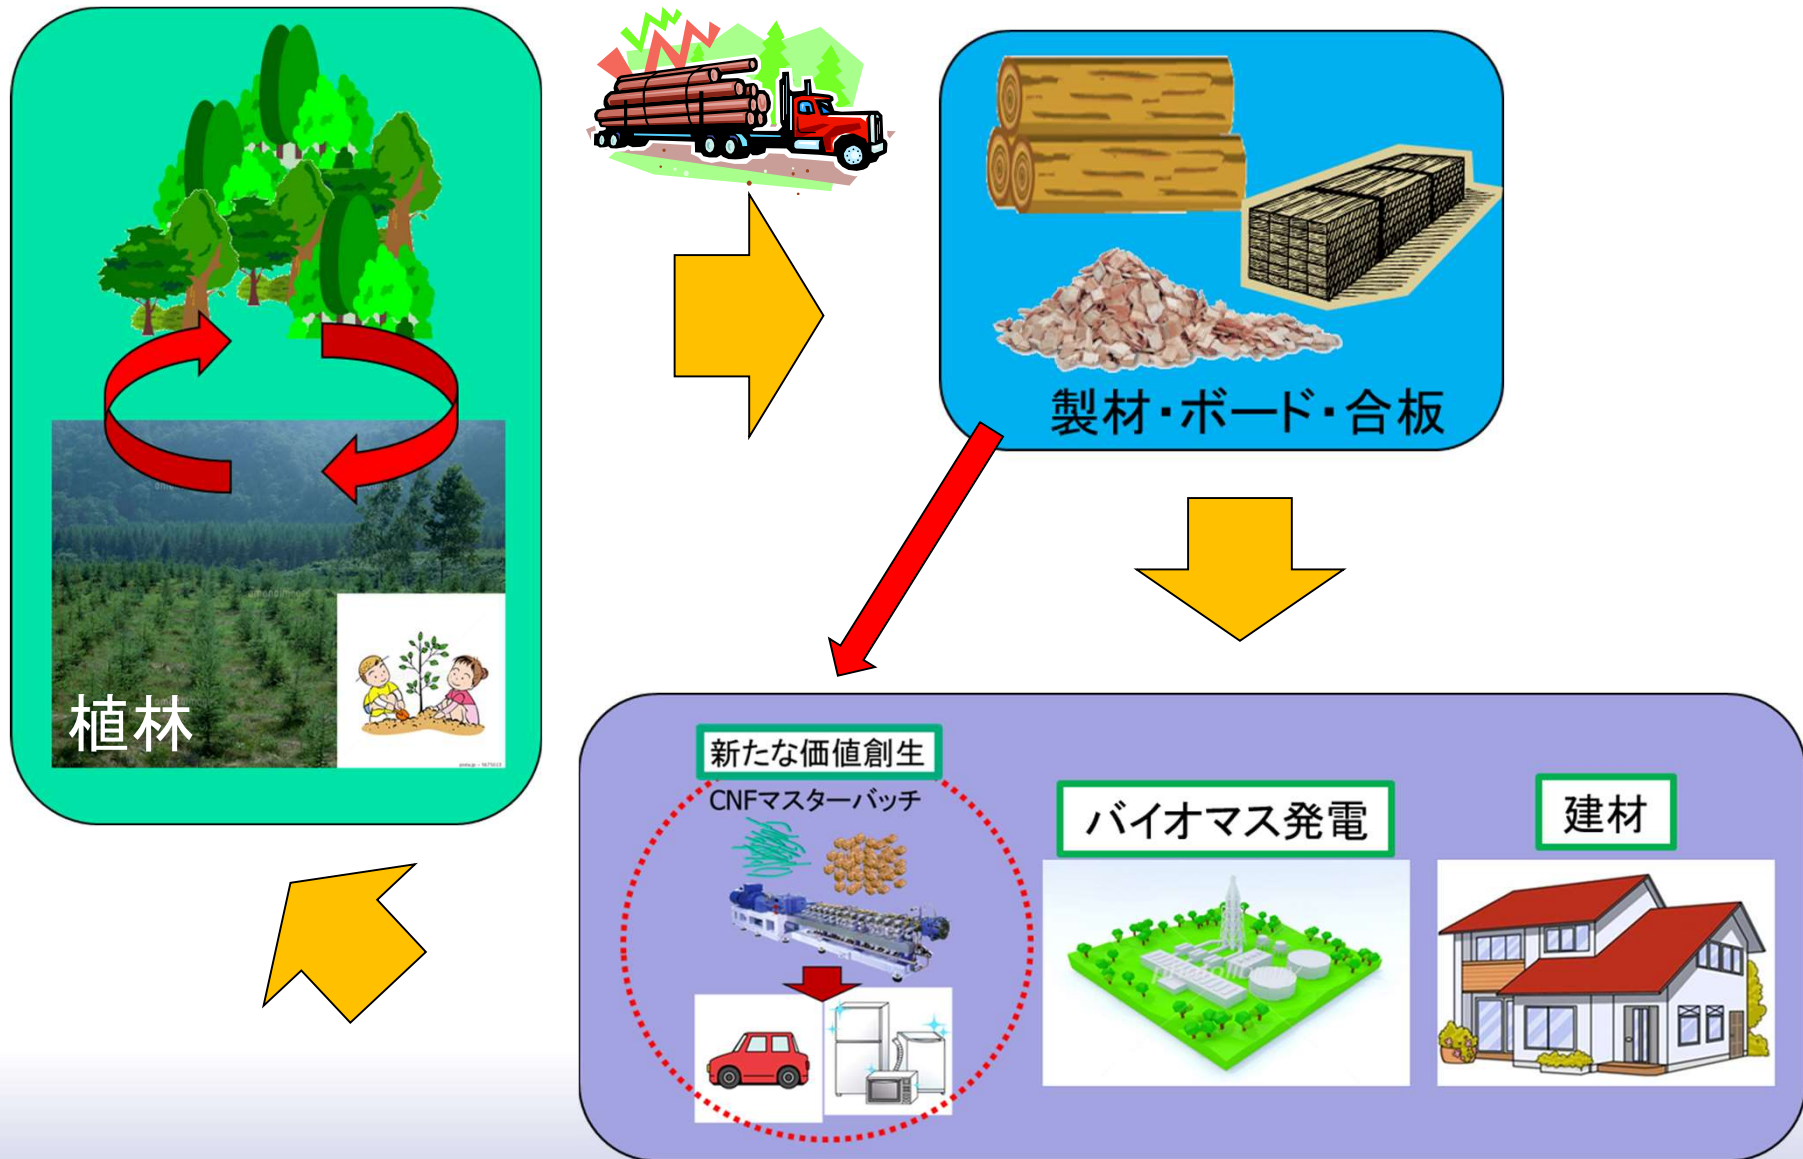 製材・ボード・合板
植林
新たな価値創生
CNFマスターバッチ
バイオマス発電
建材